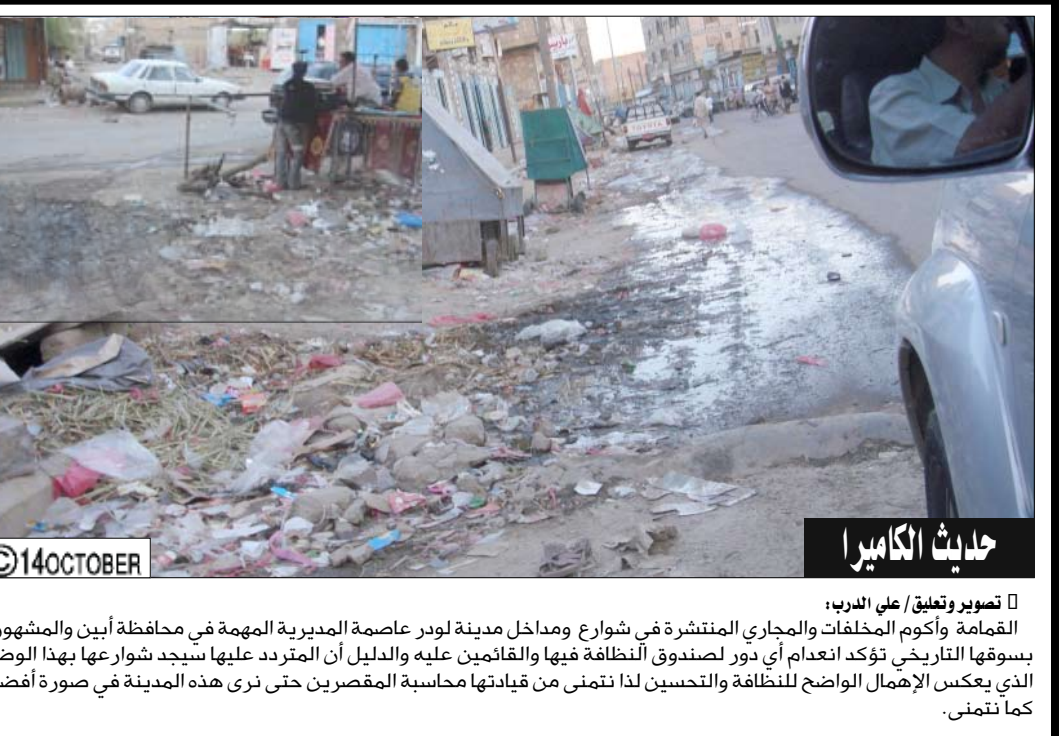 TOYOTA
©14OCTOBER
حديث الكاميرا
تصوير وتعليق/ علي الدرب:
القمامة وأكوام المخلفات والمجاري المنتشرة في شوارع ومداخل مدينة لودر عاصمة المديرية المهمة في محافظة أبين
بسوقها التاريخي تؤكد انعدام أي دور لصندوق النظافة فيها والقائمين عليه والدليل أن المتردد عليها سيجد شوارعها بهذا
الذي يعكس الإهمال الواضح للنظافة والتحسين لذا نتمنى من قيادتها محاسبة المقصرين حتى نرى هذه المدينة في صورة
كما نتمنى.